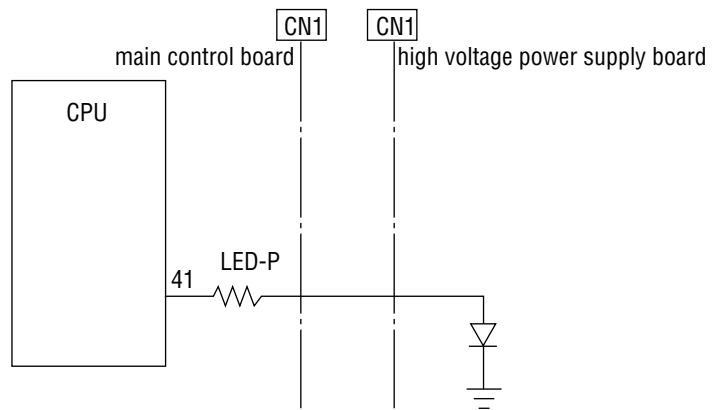 CN1 CN1
main control board high voltage power supply board
CPU
LED-P
41